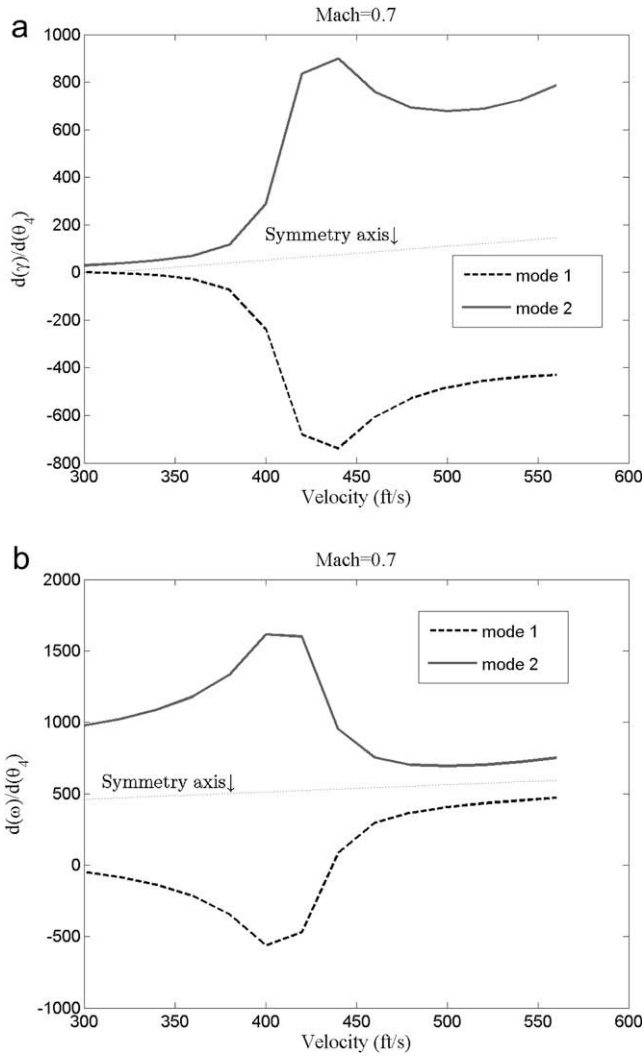 a
Mach=0.7
1000
800
600
400
200
0
-200
-400
-600
-800
d(γ)/d(θ₄)
Symmetry axis↓
mode 1
mode 2
300
350
400
450
500
550
600
Velocity (ft/s)
b
Mach=0.7
2000
1500
1000
500
0
-500
-1000
d(ω)/d(θ₄)
mode 1
mode 2
Symmetry axis↓
300
350
400
450
500
550
600
Velocity (ft/s)